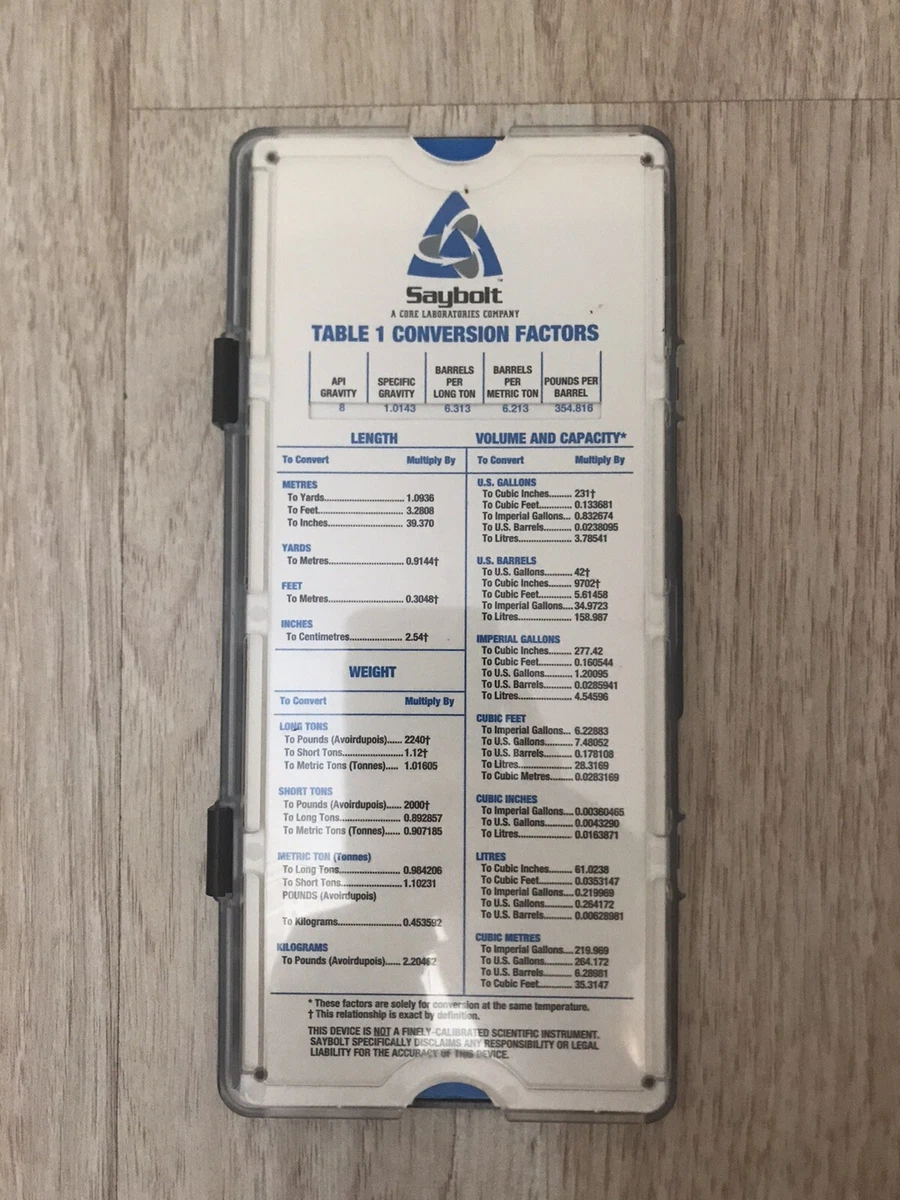 Saybolt™
A CORE LABORATORIES COMPANY
TABLE 1 CONVERSION FACTORS
API GRAVITY SPECIFIC GRAVITY BARRELS PER LONG TON BARRELS PER METRIC TON POUNDS PER BARREL
8 1.0143 6.313 6.213 354.816
LENGTH
To Convert Multiply By
METRES
To Yards............................ 1.0936
To Feet............................... 3.2808
To Inches........................... 39.370
YARDS
To Metres........................... 0.9144†
FEET
To Metres........................... 0.3048†
INCHES
To Centimetres................... 2.54†
WEIGHT
To Convert Multiply By
LONG TONS
To Pounds (Avoirdupois)...... 2240†
To Short Tons...................... 1.12†
To Metric Tons (Tonnes)..... 1.01605
SHORT TONS
To Pounds (Avoirdupois)...... 2000†
To Long Tons...................... 0.892857
To Metric Tons (Tonnes)..... 0.907185
METRIC TON (Tonnes)
To Long Tons...................... 0.984206
To Short Tons...................... 1.10231
POUNDS (Avoirdupois)
To Kilograms...................... 0.453592
KILOGRAMS
To Pounds (Avoirdupois)...... 2.20462
VOLUME AND CAPACITY*
To Convert Multiply By
U.S. GALLONS
To Cubic Inches......... 231†
To Cubic Feet............ 0.133681
To Imperial Gallons... 0.832674
To U.S. Barrels.......... 0.0238095
To Litres.................... 3.78541
U.S. BARRELS
To U.S. Gallons.......... 42†
To Cubic Inches......... 9702†
To Cubic Feet............ 5.61458
To Imperial Gallons.... 34.9723
To Litres.................... 158.987
IMPERIAL GALLONS
To Cubic Inches......... 277.42
To Cubic Feet............ 0.160544
To U.S. Gallons.......... 1.20095
To U.S. Barrels.......... 0.0285941
To Litres.................... 4.54596
CUBIC FEET
To Imperial Gallons... 6.22883
To U.S. Gallons.......... 7.48052
To U.S. Barrels.......... 0.178108
To Litres.................... 28.3169
To Cubic Metres........ 0.0283169
CUBIC INCHES
To Imperial Gallons.... 0.00360465
To U.S. Gallons.......... 0.0043290
To Litres.................... 0.0163871
LITRES
To Cubic Inches......... 61.0238
To Cubic Feet............ 0.0353147
To Imperial Gallons.... 0.219969
To U.S. Gallons.......... 0.264172
To U.S. Barrels.......... 0.00628981
CUBIC METRES
To Imperial Gallons.... 219.969
To U.S. Gallons.......... 264.172
To U.S. Barrels.......... 6.28981
To Cubic Feet............ 35.3147
* These factors are solely for conversion at the same temperature.
† This relationship is exact by definition.
THIS DEVICE IS NOT A FINELY-CALIBRATED SCIENTIFIC INSTRUMENT.
SAYBOLT SPECIFICALLY DISCLAIMS ANY RESPONSIBILITY OR LEGAL
LIABILITY FOR THE ACCURACY OF THIS DEVICE.